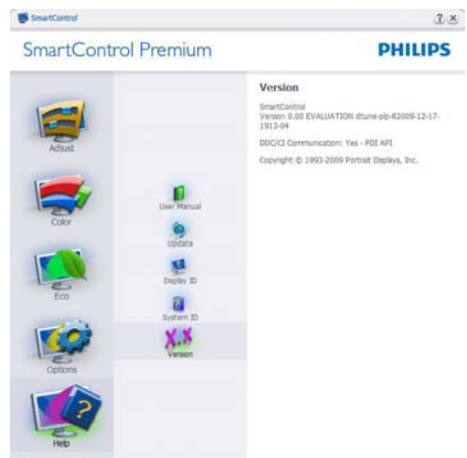 SmartControl
SmartControl Premium
PHILIPS
Adjust
Color
Eco
Options
Help
User Manual
Update
Display ID
System ID
Version
Version
SmartControl
Version 0.00 EVALUATION dtune-plp-R2009-12-17-
1913-04
DDC/CI Communication: Yes - PDI API
Copyright © 1993-2009 Portrait Displays, Inc.